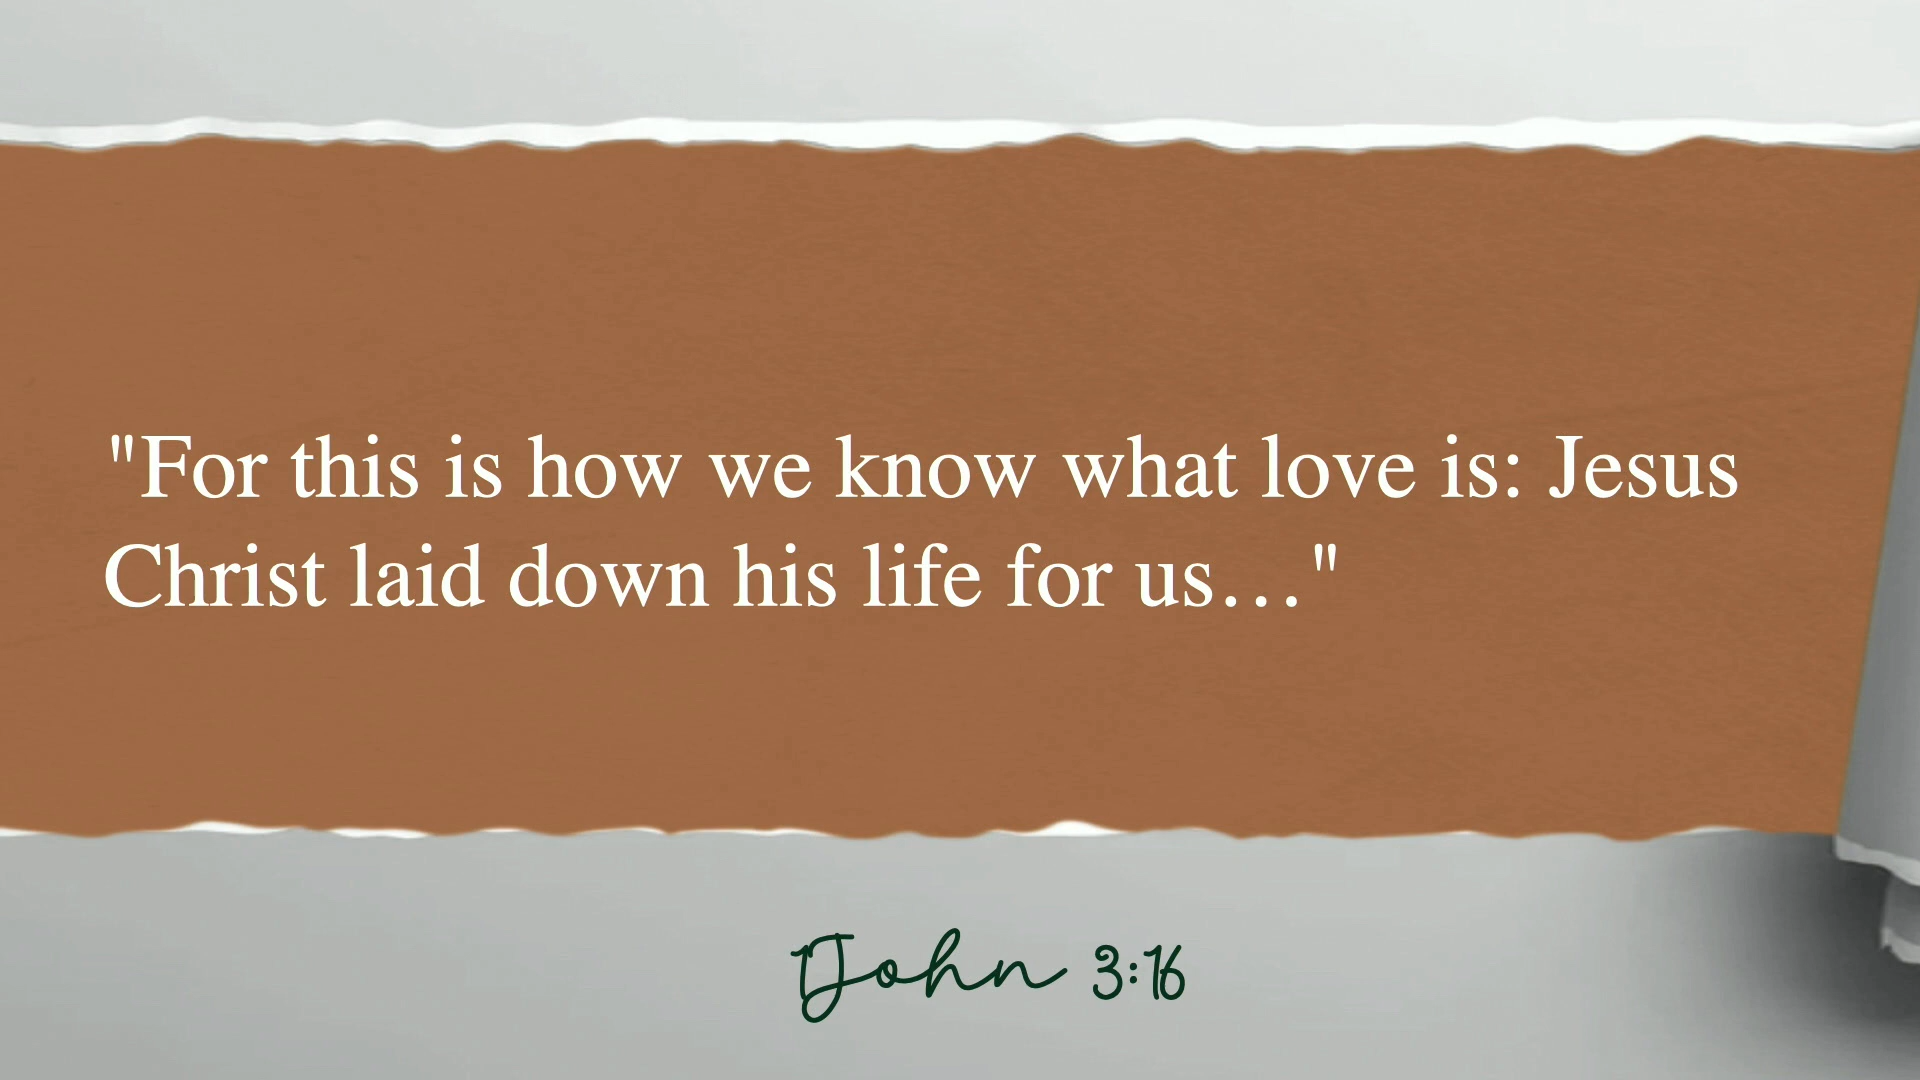 "For this is how we know what love is: Jesus
Christ laid down his life for us…"
John 3:16